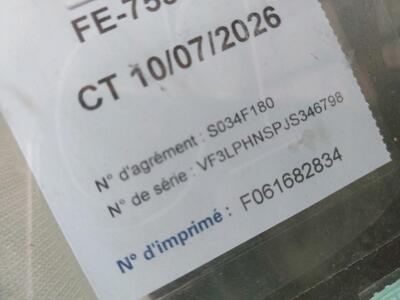 CT 10/07/2026
N° d'agrément : S034F180
N° de série : VF3LPHNSPJS346798
N° d'imprimé : F061682834